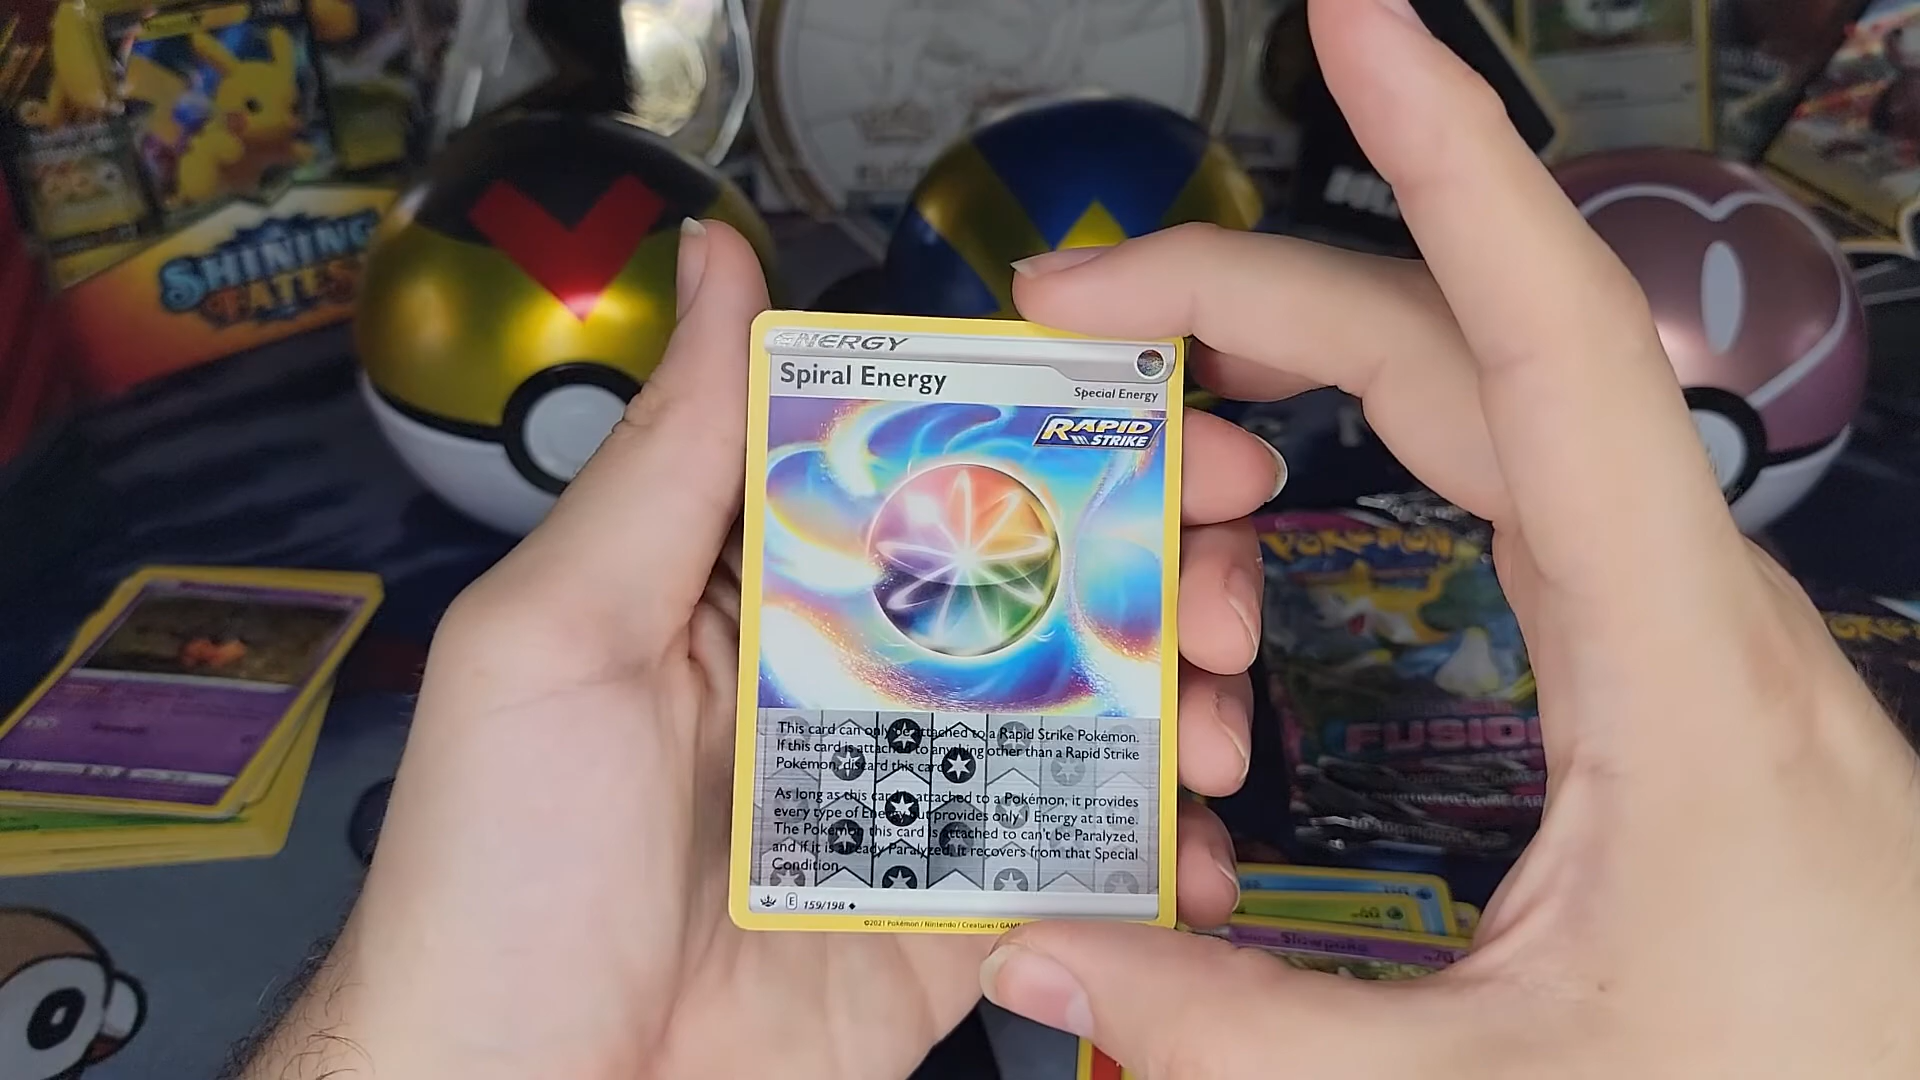 SHINING
FATES
ENERGY
Spiral Energy
Special Energy
RAPID
STRIKE
This card can only be attached to a Rapid Strike Pokémon.
If this card is attached to anything other than a Rapid Strike
Pokémon, discard this card.
As long as this card is attached to a Pokémon, it provides
every type of Energy but provides only 1 Energy at a time.
The Pokémon this card is attached to can't be Paralyzed,
and if it is already Paralyzed, it recovers from that Special
Condition.
E 159/198
©2021 Pokémon / Nintendo / Creatures / GAME
POKÉMON
FUSION
Slowpoke